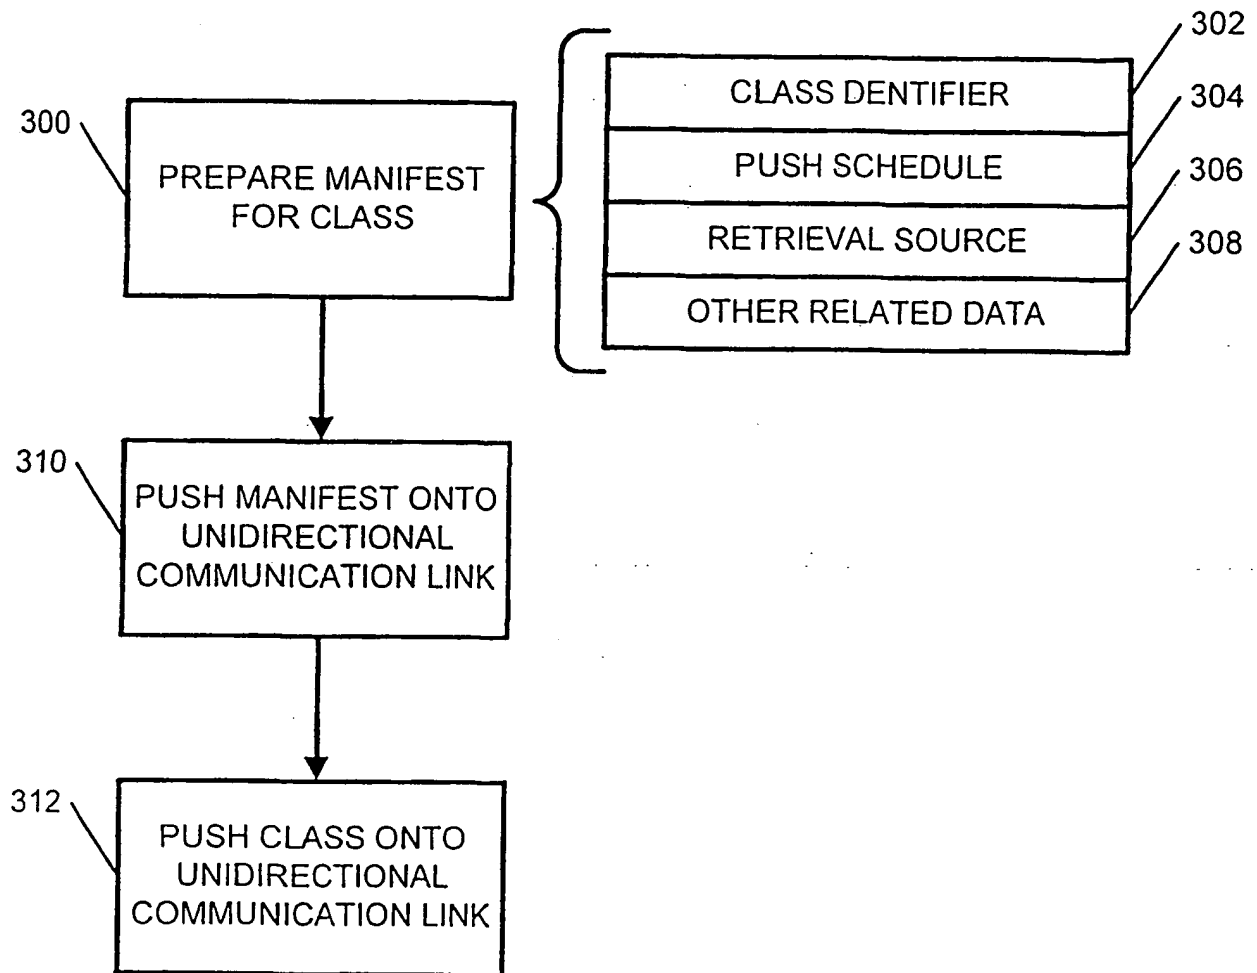 302
CLASS DENTIFIER
304
300
PREPARE MANIFEST
FOR CLASS
PUSH SCHEDULE
306
RETRIEVAL SOURCE
308
OTHER RELATED DATA
310
PUSH MANIFEST ONTO
UNIDIRECTIONAL
COMMUNICATION LINK
312
PUSH CLASS ONTO
UNIDIRECTIONAL
COMMUNICATION LINK